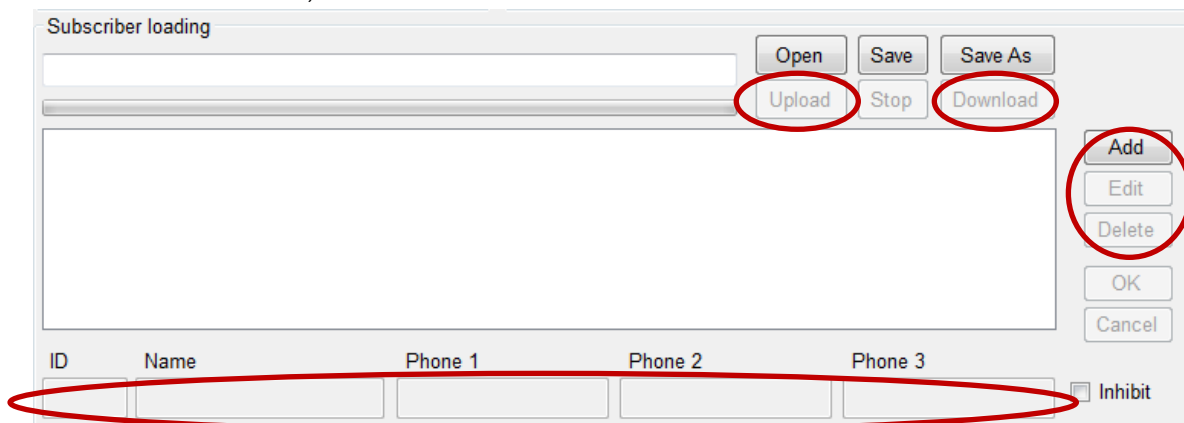 Subscriber loading
Open Save Save As
Upload Stop Download
Add
Edit
Delete
OK
Cancel
ID Name Phone 1 Phone 2 Phone 3
Inhibit